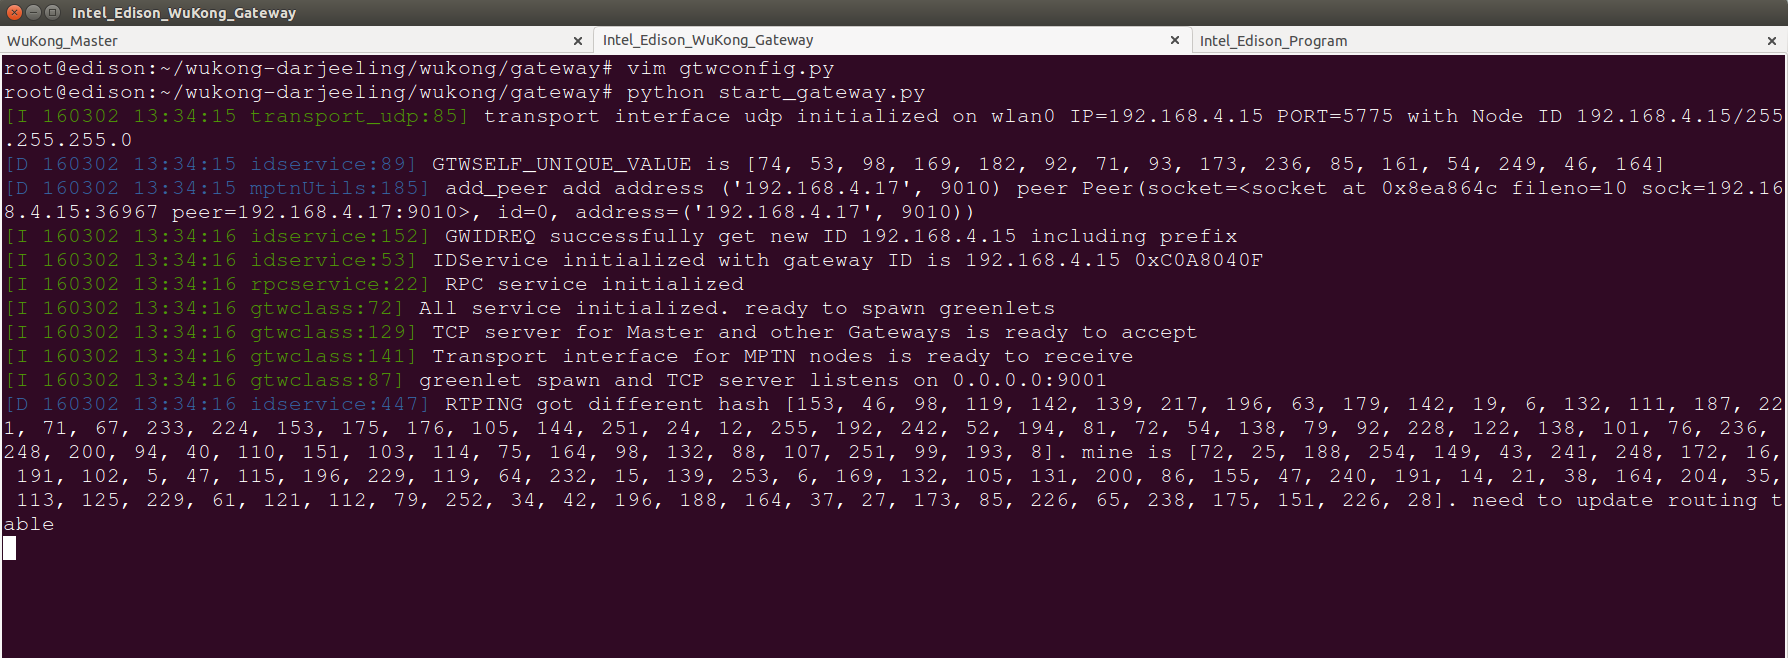 Intel_Edison_WuKong_Gateway
WuKong_Master
Intel_Edison_WuKong_Gateway
Intel_Edison_Program
root@edison:~/wukong-darjeeling/wukong/gateway# vim gtwconfig.py
root@edison:~/wukong-darjeeling/wukong/gateway# python start_gateway.py
[I 160302 13:34:15 transport_udp:85] transport interface udp initialized on wlan0 IP=192.168.4.15 PORT=5775 with Node ID 192.168.4.15/255
.255.255.0
[D 160302 13:34:15 idservice:89] GTWSELF_UNIQUE_VALUE is [74, 53, 98, 169, 182, 92, 71, 93, 173, 236, 85, 161, 54, 249, 46, 164]
[D 160302 13:34:15 mptnUtils:185] add_peer add address ('192.168.4.17', 9010) peer Peer(socket=<socket at 0x8ea864c fileno=10 sock=192.16
8.4.15:36967 peer=192.168.4.17:9010>, id=0, address=('192.168.4.17', 9010))
[I 160302 13:34:16 idservice:152] GWIDREQ successfully get new ID 192.168.4.15 including prefix
[I 160302 13:34:16 idservice:53] IDService initialized with gateway ID is 192.168.4.15 0xC0A8040F
[I 160302 13:34:16 rpcservice:22] RPC service initialized
[I 160302 13:34:16 gtwclass:72] All service initialized. ready to spawn greenlets
[I 160302 13:34:16 gtwclass:129] TCP server for Master and other Gateways is ready to accept
[I 160302 13:34:16 gtwclass:141] Transport interface for MPTN nodes is ready to receive
[I 160302 13:34:16 gtwclass:87] greenlet spawn and TCP server listens on 0.0.0.0:9001
[D 160302 13:34:16 idservice:447] RTPING got different hash [153, 46, 98, 119, 142, 139, 217, 196, 63, 179, 142, 19, 6, 132, 111, 187, 22
1, 71, 67, 233, 224, 153, 175, 176, 105, 144, 251, 24, 12, 255, 192, 242, 52, 194, 81, 72, 54, 138, 79, 92, 228, 122, 138, 101, 76, 236,
248, 200, 94, 40, 110, 151, 103, 114, 75, 164, 98, 132, 88, 107, 251, 99, 193, 8]. mine is [72, 25, 188, 254, 149, 43, 241, 248, 172, 16,
191, 102, 5, 47, 115, 196, 229, 119, 64, 232, 15, 139, 253, 6, 169, 132, 105, 131, 200, 86, 155, 47, 240, 191, 14, 21, 38, 164, 204, 35,
113, 125, 229, 61, 121, 112, 79, 252, 34, 42, 196, 188, 164, 37, 27, 173, 85, 226, 65, 238, 175, 151, 226, 28]. need to update routing t
able